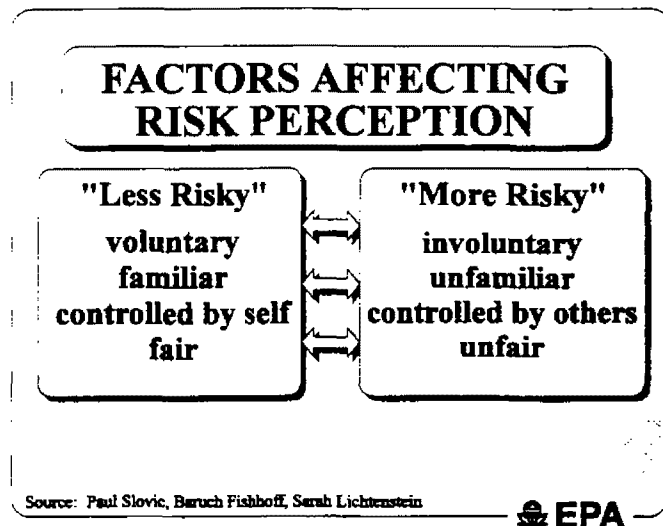 FACTORS AFFECTING
RISK PERCEPTION
"Less Risky"
voluntary
familiar
controlled by self
fair
"More Risky"
involuntary
unfamiliar
controlled by others
unfair
Source: Paul Slovic, Baruch Fishhoff, Sarah Lichtenstein
EPA